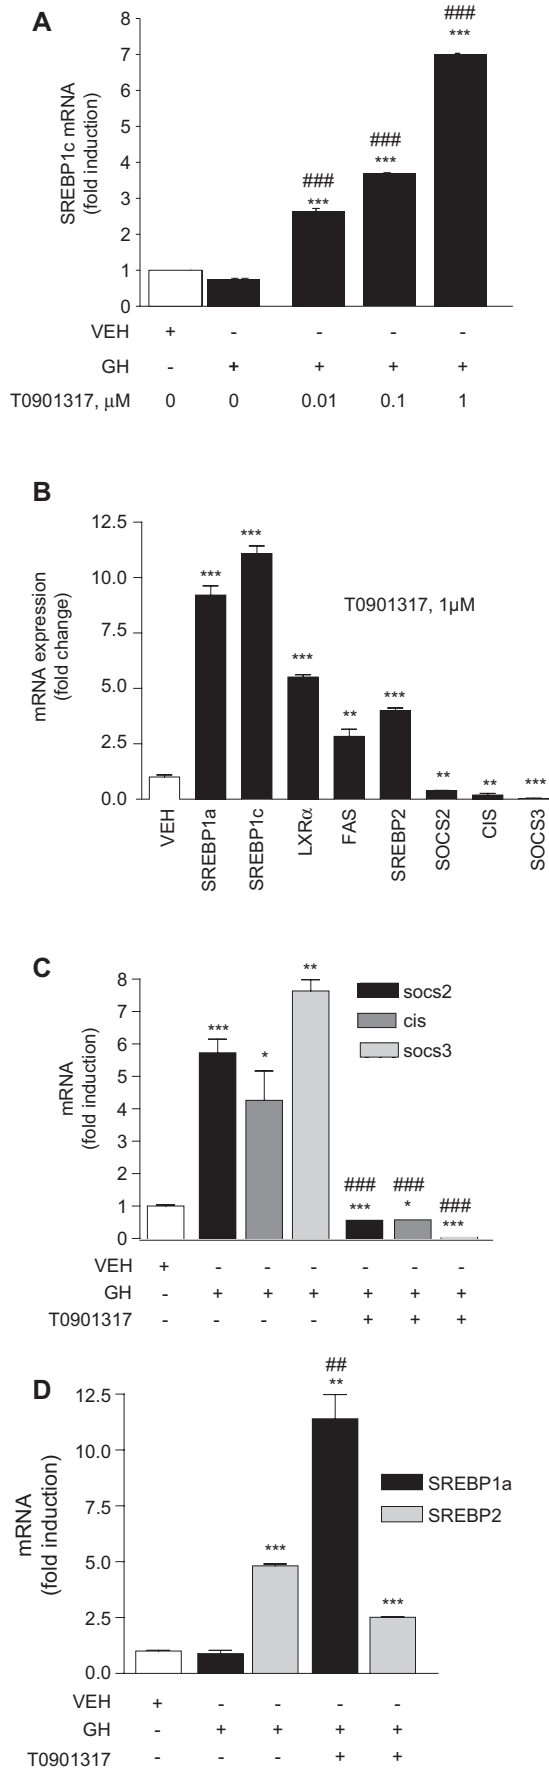 A
SREBP1c mRNA
(fold induction)
8
7
6
5
4
3
2
1
0
###
***
###
***
###
***
VEH + - - - -
GH - + + + +
T0901317, μM 0 0 0.01 0.1 1
B
mRNA expression
(fold change)
12.5
10.0
7.5
5.0
2.5
0.0
T0901317, 1μM
***
***
***
**
***
**
**
***
VEH
SREBP1a
SREBP1c
LXRα
FAS
SREBP2
SOCS2
CIS
SOCS3
C
mRNA
(fold induction)
8
7
6
5
4
3
2
1
0
socs2
cis
socs3
***
*
**
###
***
###
*
###
***
VEH + - - - - - -
GH - + + + + + +
T0901317 - - - - + + +
D
mRNA
(fold induction)
12.5
10.0
7.5
5.0
2.5
0.0
SREBP1a
SREBP2
***
##
**
***
VEH + - - - -
GH - + + + +
T0901317 - - - + +